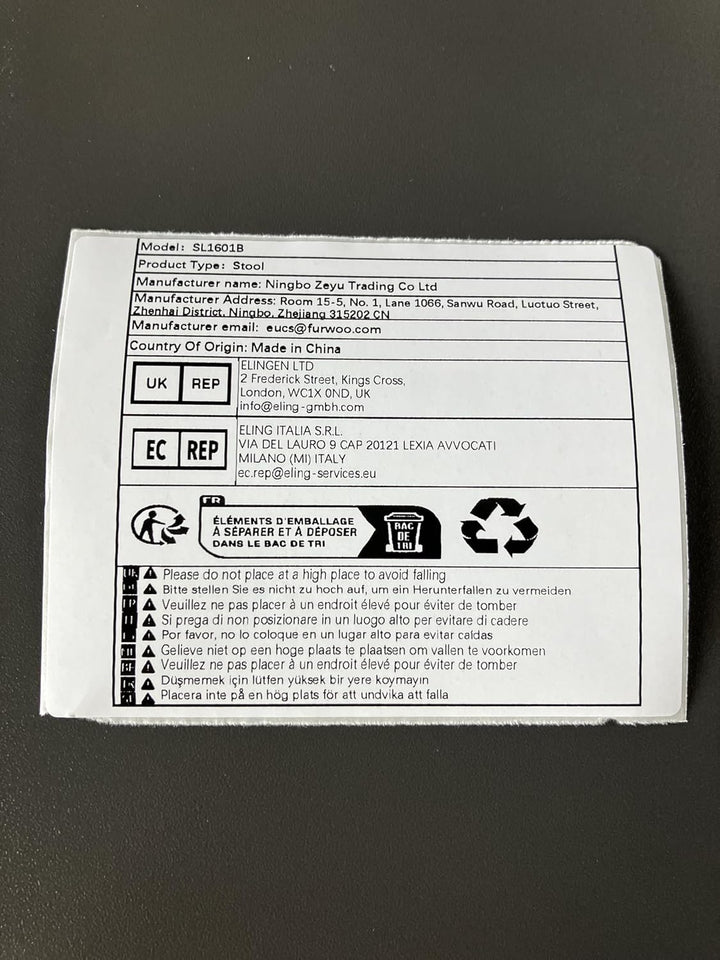 Model: SL1601B
Product Type: Stool
Manufacturer name: Ningbo Zeyu Trading Co Ltd
Manufacturer Address: Room 15-5, No. 1, Lane 1066, Sanwu Road, Luotuo Street,
Zhenhai District, Ningbo, Zhejiang 315202 CN
Manufacturer email: eucs@furwoo.com
Country Of Origin: Made in China
UK REP
ELINGEN LTD
2 Frederick Street, Kings Cross,
London, WC1X 0ND, UK
info@eling-gmbh.com
EC REP
ELING ITALIA S.R.L.
VIA DEL LAURO 9 CAP 20121 LEXIA AVVOCATI
MILANO (MI) ITALY
ec.rep@eling-services.eu
FR
ÉLÉMENTS D'EMBALLAGE
À SÉPARER ET À DÉPOSER
DANS LE BAC DE TRI
BAC
DE
TRI
UK Please do not place at a high place to avoid falling
Bitte stellen Sie es nicht zu hoch auf, um ein Herunterfallen zu vermeiden
FR Veuillez ne pas placer à un endroit élevé pour éviter de tomber
IT Si prega di non posizionare in un luogo alto per evitare di cadere
Por favor, no lo coloque en un lugar alto para evitar caídas
NL Gelieve niet op een hoge plaats te plaatsen om vallen te voorkomen
BE Veuillez ne pas placer à un endroit élevé pour éviter de tomber
Düşmemek için lütfen yüksek bir yere koymayın
Placera inte på en hög plats för att undvika att falla